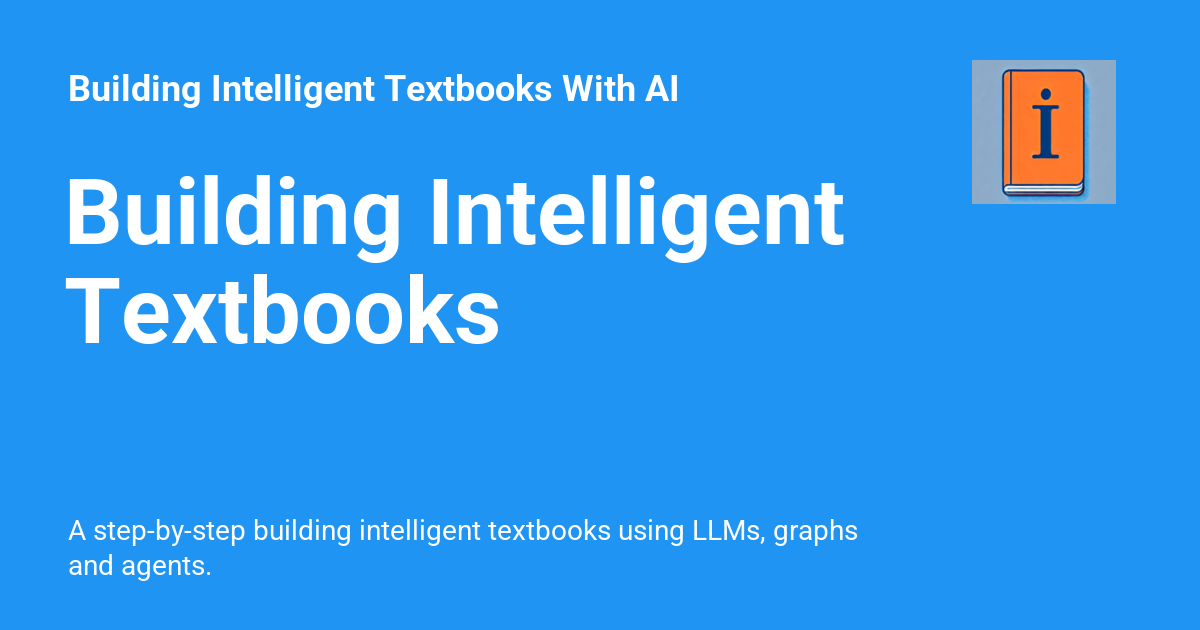 Building Intelligent Textbooks With AI
i
Building Intelligent
Textbooks
A step-by-step building intelligent textbooks using LLMs, graphs
and agents.